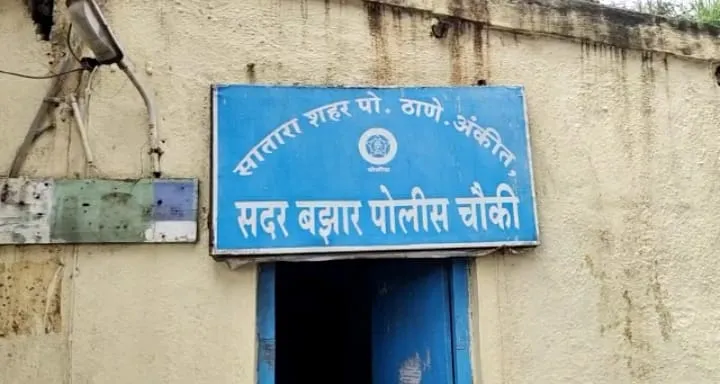 सातारा शहर पो. ठाणे. अंकीत,
सदर बझार पोलीस चौकी